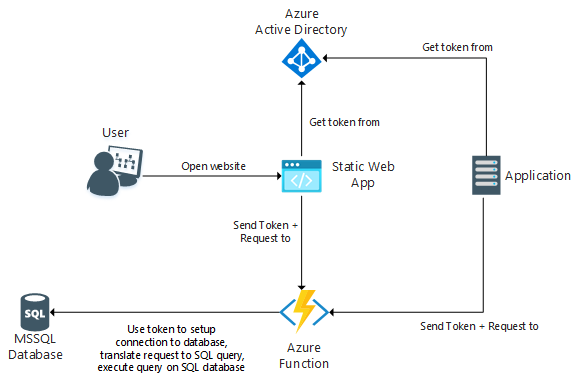 Azure
Active Directory
Get token from
Get token from
User
Open website
Static Web
App
Application
Send Token +
Request to
SQL
MSSQL
Database
Use token to setup
connection to database,
translate request to SQL query,
execute query on SQL database
Azure
Function
Send Token + Request to